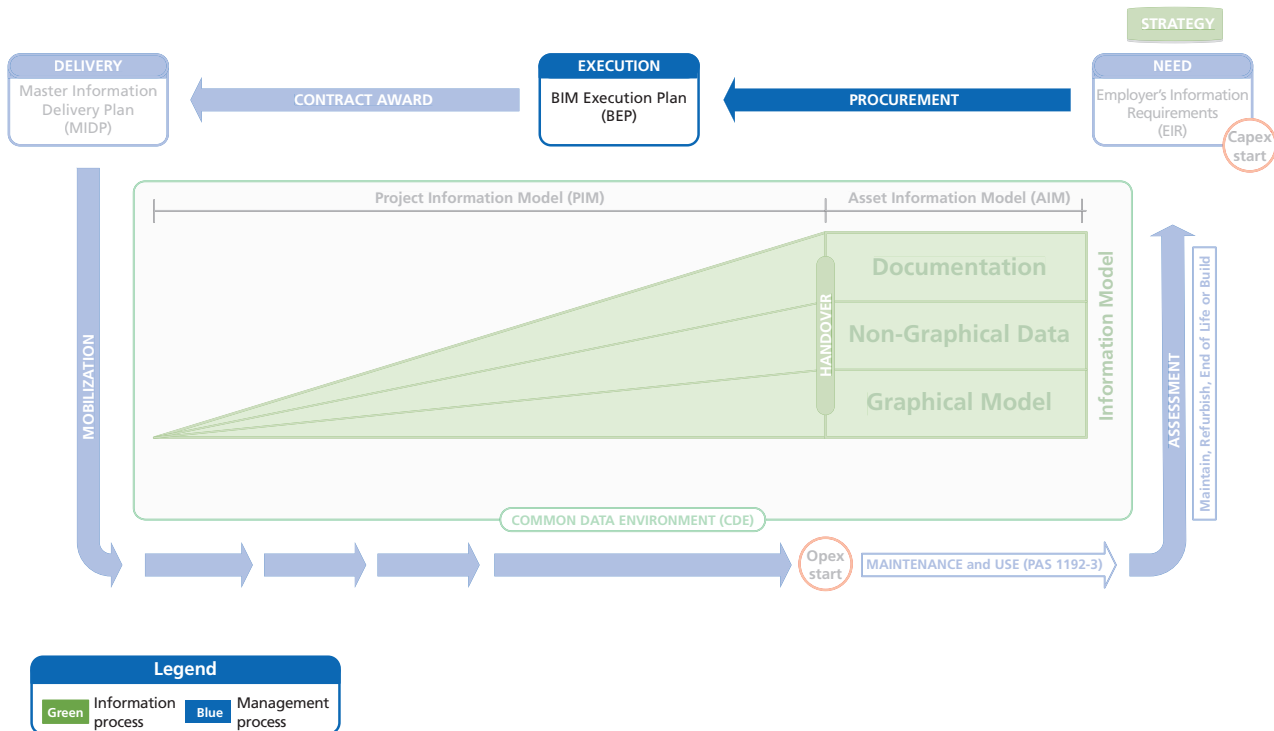 STRATEGY
DELIVERY
Master Information
Delivery Plan
(MIDP)
CONTRACT AWARD
EXECUTION
BIM Execution Plan
(BEP)
PROCUREMENT
NEED
Employer's Information
Requirements
(EIR)
Capex
start
Project Information Model (PIM)
Asset Information Model (AIM)
Documentation
Non-Graphical Data
Graphical Model
HANDOVER
Information Model
MOBILIZATION
ASSESSMENT
Maintain, Refurbish, End of Life or Build
COMMON DATA ENVIRONMENT (CDE)
Opex
start
MAINTENANCE and USE (PAS 1192-3)
Legend
Green
Information
process
Blue
Management
process